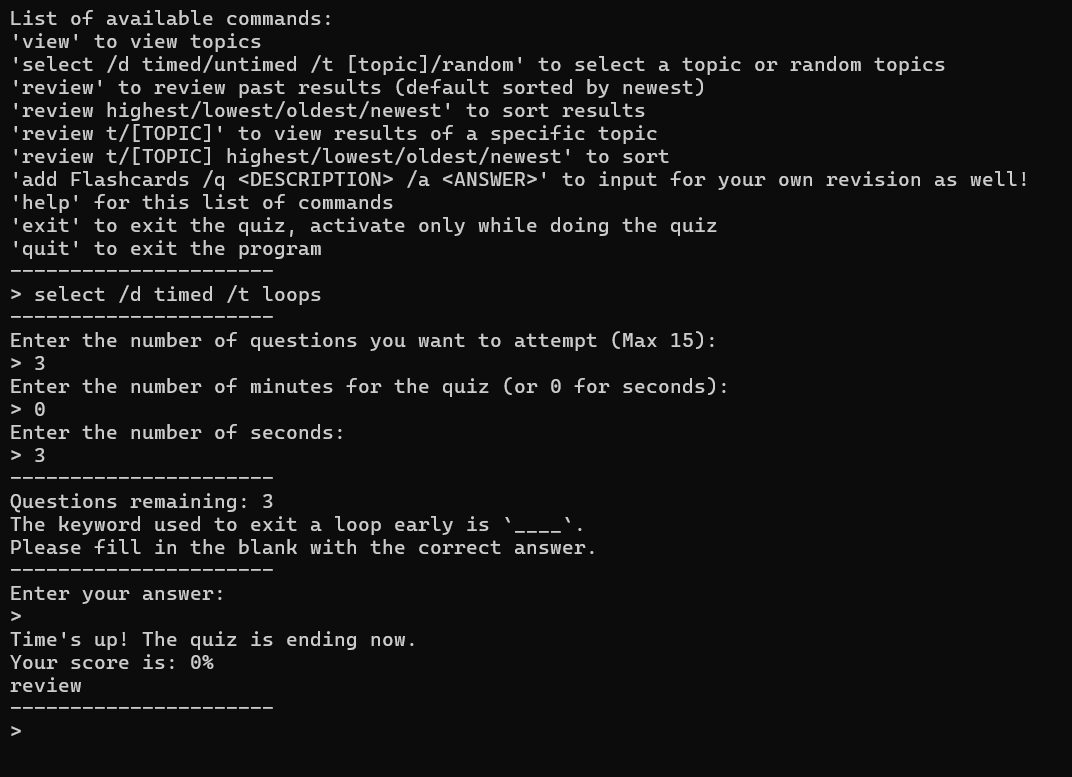 List of available commands:
'view' to view topics
'select /d timed/untimed /t [topic]/random' to select a topic or random topics
'review' to review past results (default sorted by newest)
'review highest/lowest/oldest/newest' to sort results
'review t/[TOPIC]' to view results of a specific topic
'review t/[TOPIC] highest/lowest/oldest/newest' to sort
'add Flashcards /q <DESCRIPTION> /a <ANSWER>' to input for your own revision as well!
'help' for this list of commands
'exit' to exit the quiz, activate only while doing the quiz
'quit' to exit the program
----------------------
> select /d timed /t loops
----------------------
Enter the number of questions you want to attempt (Max 15):
> 3
Enter the number of minutes for the quiz (or 0 for seconds):
> 0
Enter the number of seconds:
> 3
----------------------
Questions remaining: 3
The keyword used to exit a loop early is `____`.
Please fill in the blank with the correct answer.
----------------------
Enter your answer:
>
Time's up! The quiz is ending now.
Your score is: 0%
review
----------------------
>